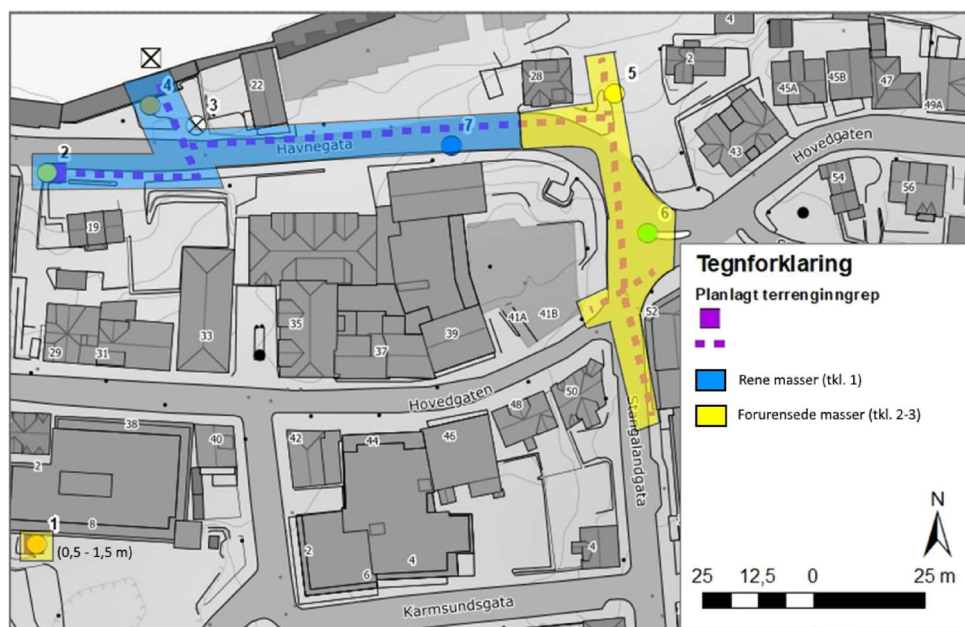 4
22
3
28
5
2
4
45A
45B
47
49A
43
Hovedgaten
7
Havnegata
2
54
56
6
19
Tegnforklaring
Planlagt terrenginngrep
Rene masser (tkl. 1)
Forurensede masser (tkl. 2-3)
29
31
33
35
37
39
41A
41B
52
Hovedgaten
Stangalandgata
38
40
42
44
46
48
50
2
8
1
(0,5 - 1,5 m)
2
6
4
4
Karmsundsgata
N
25 12,5 0 25 m